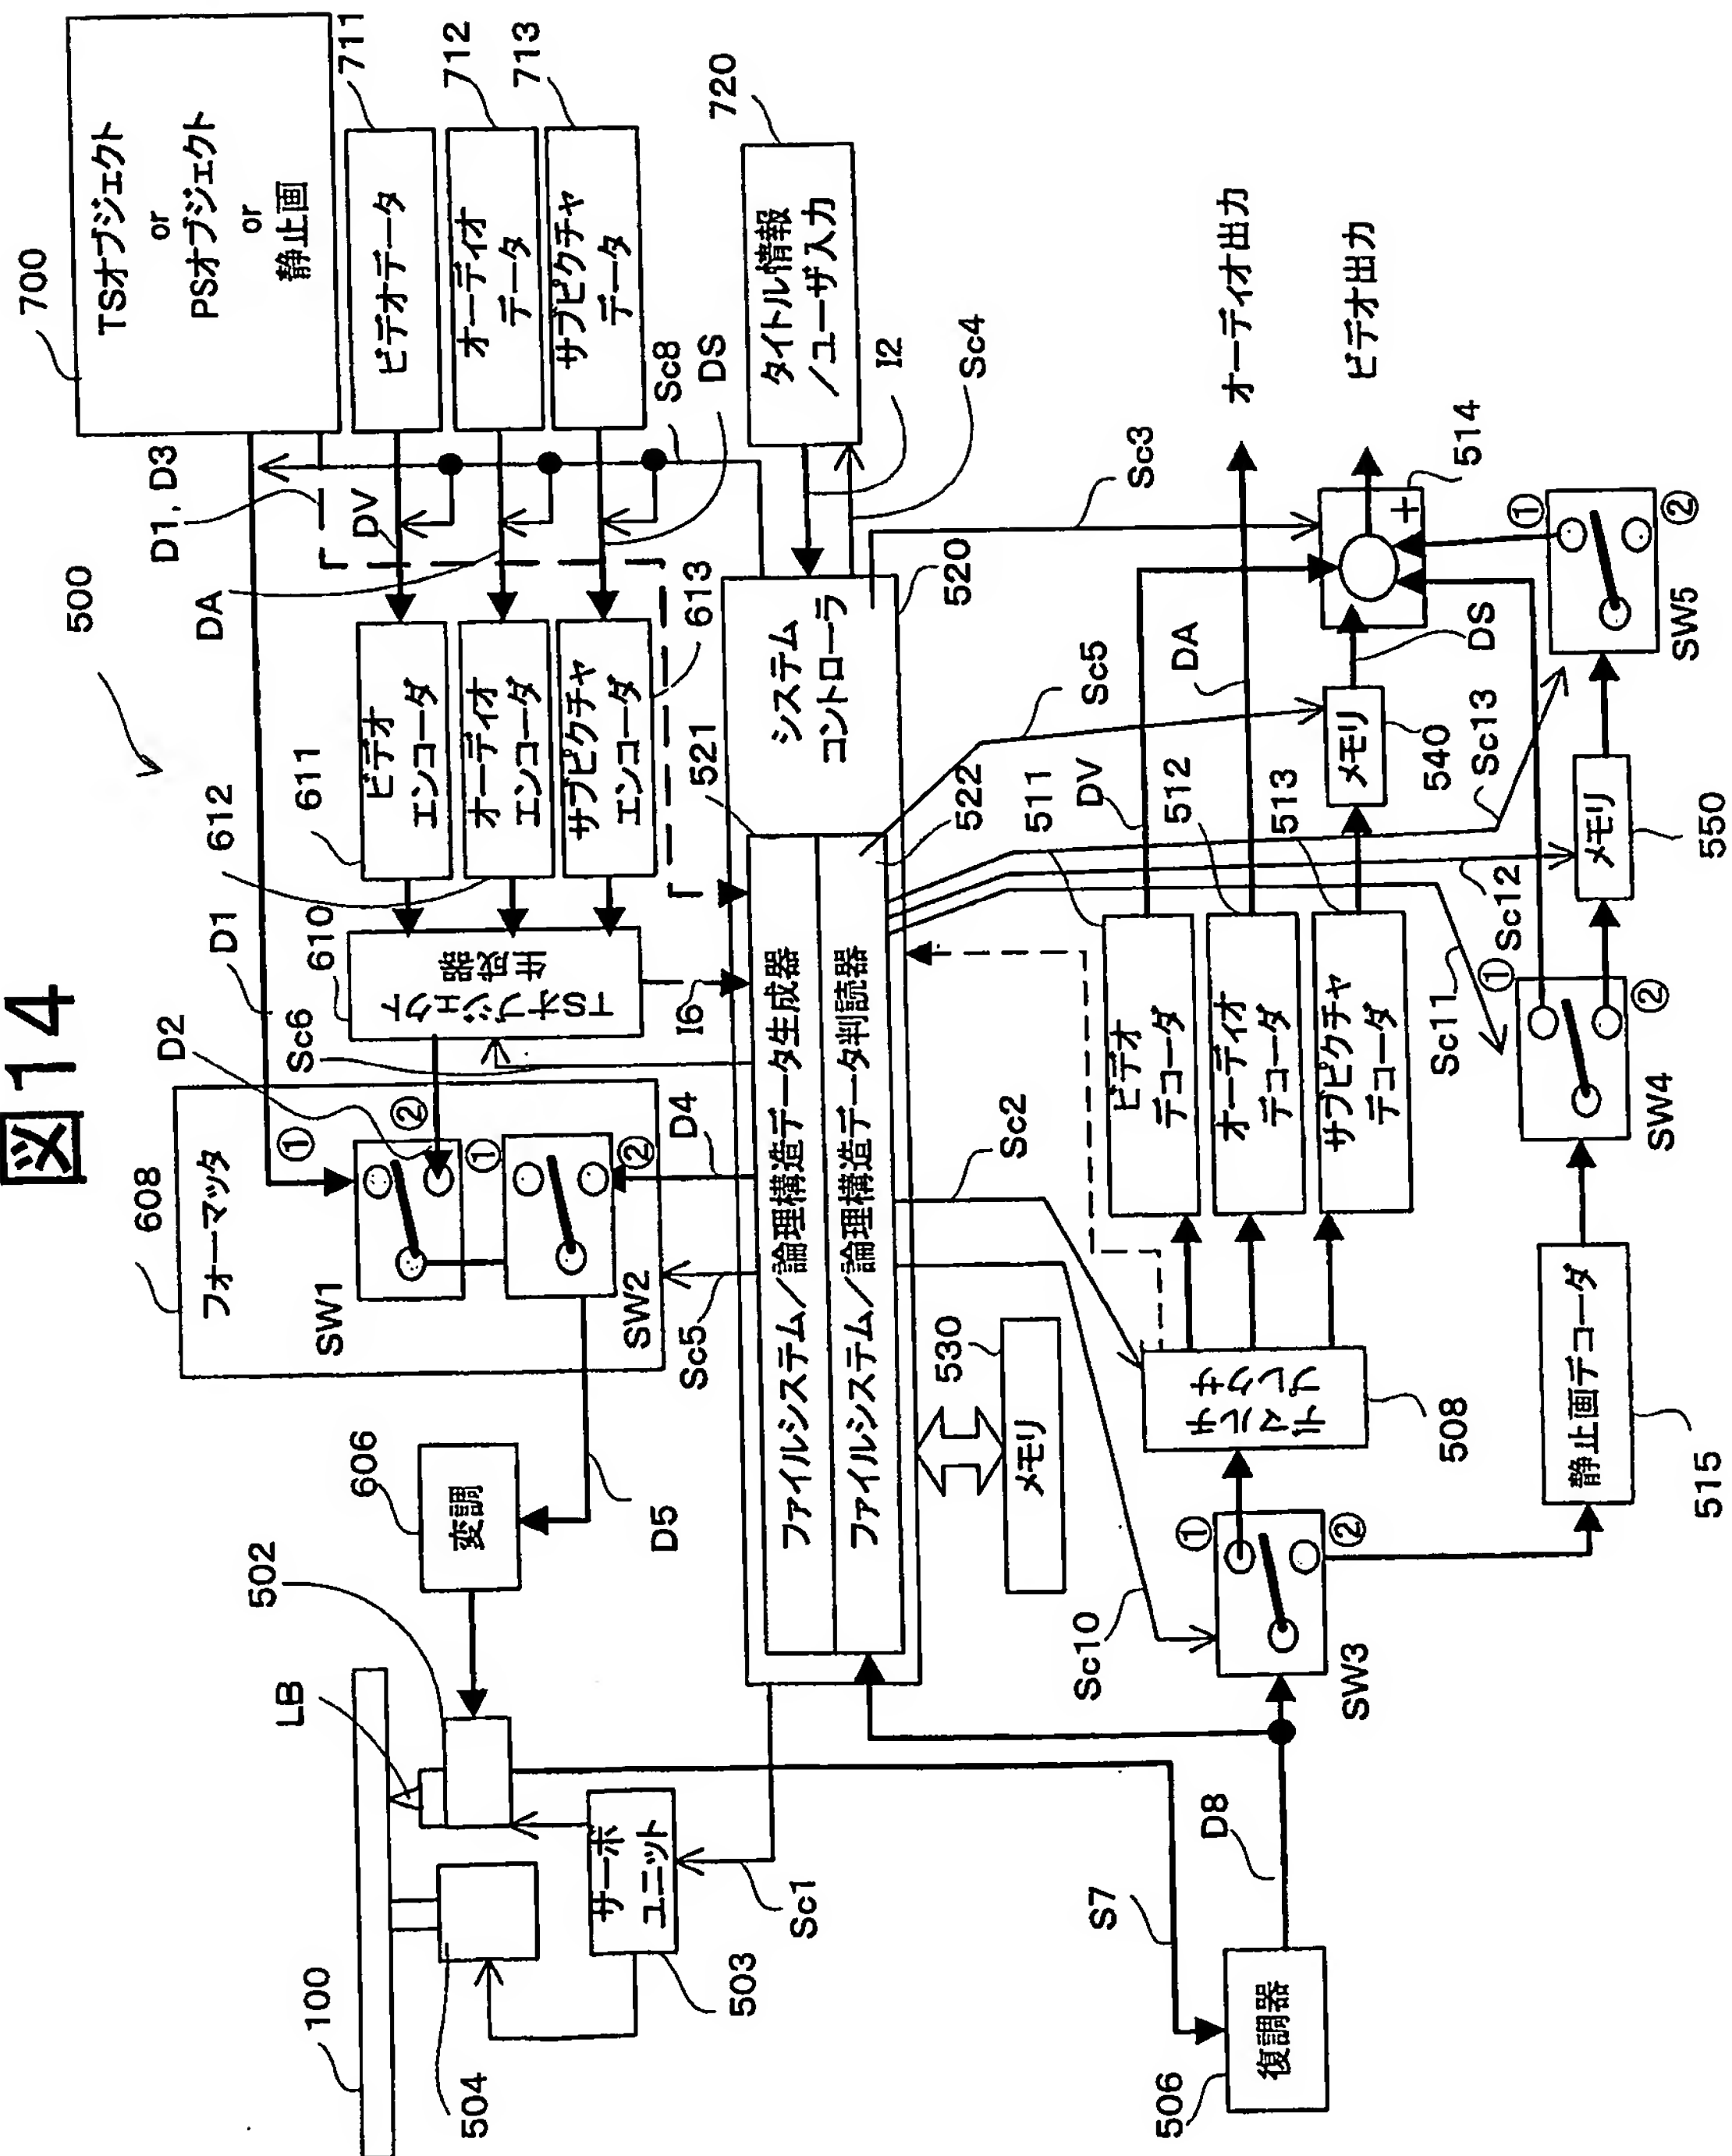 図14
500
100
504
LB
502
サーボ
ユニット
503
Sc1
606
変調
D5
608
フォーマッタ
SW1
①
②
D2
SW2
①
②
Sc5
D4
Sc6
D1
610
TSオブジェクト
生成器
I6
612
611
ビデオ
エンコーダ
オーディオ
エンコーダ
サブピクチャ
エンコーダ
613
DA
DV
D1, D3
DS
Sc8
700
TSオブジェクト
or
PSオブジェクト
or
静止画
ビデオデータ
711
オーディオ
データ
712
サブピクチャ
データ
713
タイトル情報
/ユーザ入力
720
I2
Sc4
システム
コントローラ
520
521
ファイルシステム/論理構造データ生成器
ファイルシステム/論理構造データ判読器
522
530
メモリ
Sc2
Sc10
Sc3
Sc5
S7
復調器
506
D8
SW3
①
②
デマルチ
プレクサ
508
ビデオ
デコーダ
511
オーディオ
デコーダ
512
サブピクチャ
デコーダ
513
DV
DA
メモリ
540
DS
514
+
オーディオ出力
ビデオ出力
静止画デコーダ
515
SW4
①
②
Sc11
Sc12
Sc13
メモリ
550
SW5
①
②